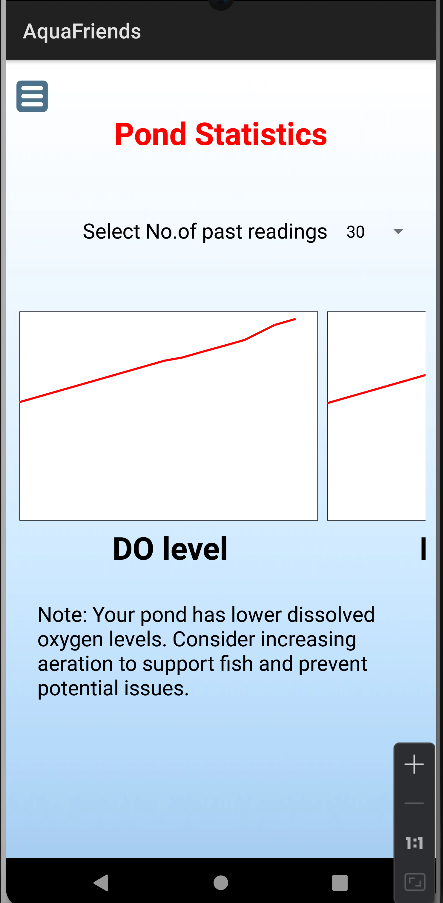 AquaFriends
Pond Statistics
Select No.of past readings 30
DO level
Note: Your pond has lower dissolved
oxygen levels. Consider increasing
aeration to support fish and prevent
potential issues.
1:1